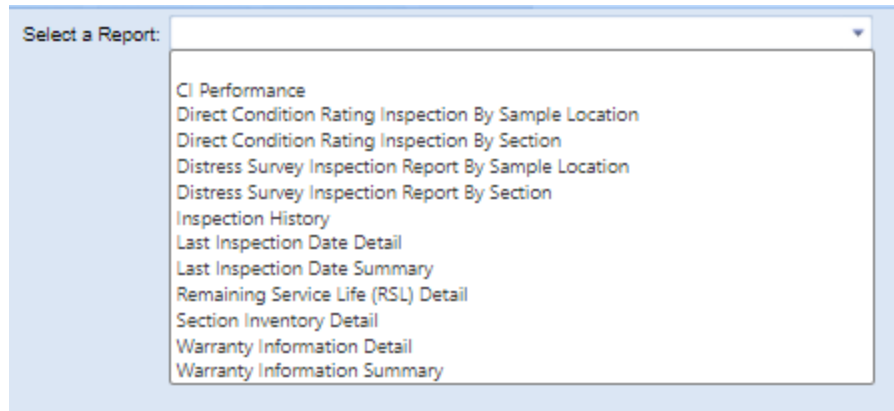 Select a Report:
CI Performance
Direct Condition Rating Inspection By Sample Location
Direct Condition Rating Inspection By Section
Distress Survey Inspection Report By Sample Location
Distress Survey Inspection Report By Section
Inspection History
Last Inspection Date Detail
Last Inspection Date Summary
Remaining Service Life (RSL) Detail
Section Inventory Detail
Warranty Information Detail
Warranty Information Summary